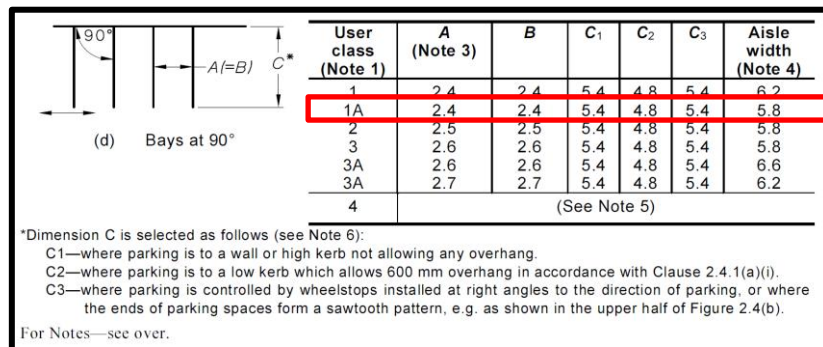 90°
A(=B)
C*
(d) Bays at 90°
User class (Note 1) A (Note 3) B C1 C2 C3 Aisle width (Note 4)
1 2.4 2.4 5.4 4.8 5.4 6.2
1A 2.4 2.4 5.4 4.8 5.4 5.8
2 2.5 2.5 5.4 4.8 5.4 5.8
3 2.6 2.6 5.4 4.8 5.4 5.8
3A 2.6 2.6 5.4 4.8 5.4 6.6
3A 2.7 2.7 5.4 4.8 5.4 6.2
4 (See Note 5)
*Dimension C is selected as follows (see Note 6):
C1—where parking is to a wall or high kerb not allowing any overhang.
C2—where parking is to a low kerb which allows 600 mm overhang in accordance with Clause 2.4.1(a)(i).
C3—where parking is controlled by wheelstops installed at right angles to the direction of parking, or where
the ends of parking spaces form a sawtooth pattern, e.g. as shown in the upper half of Figure 2.4(b).
For Notes—see over.